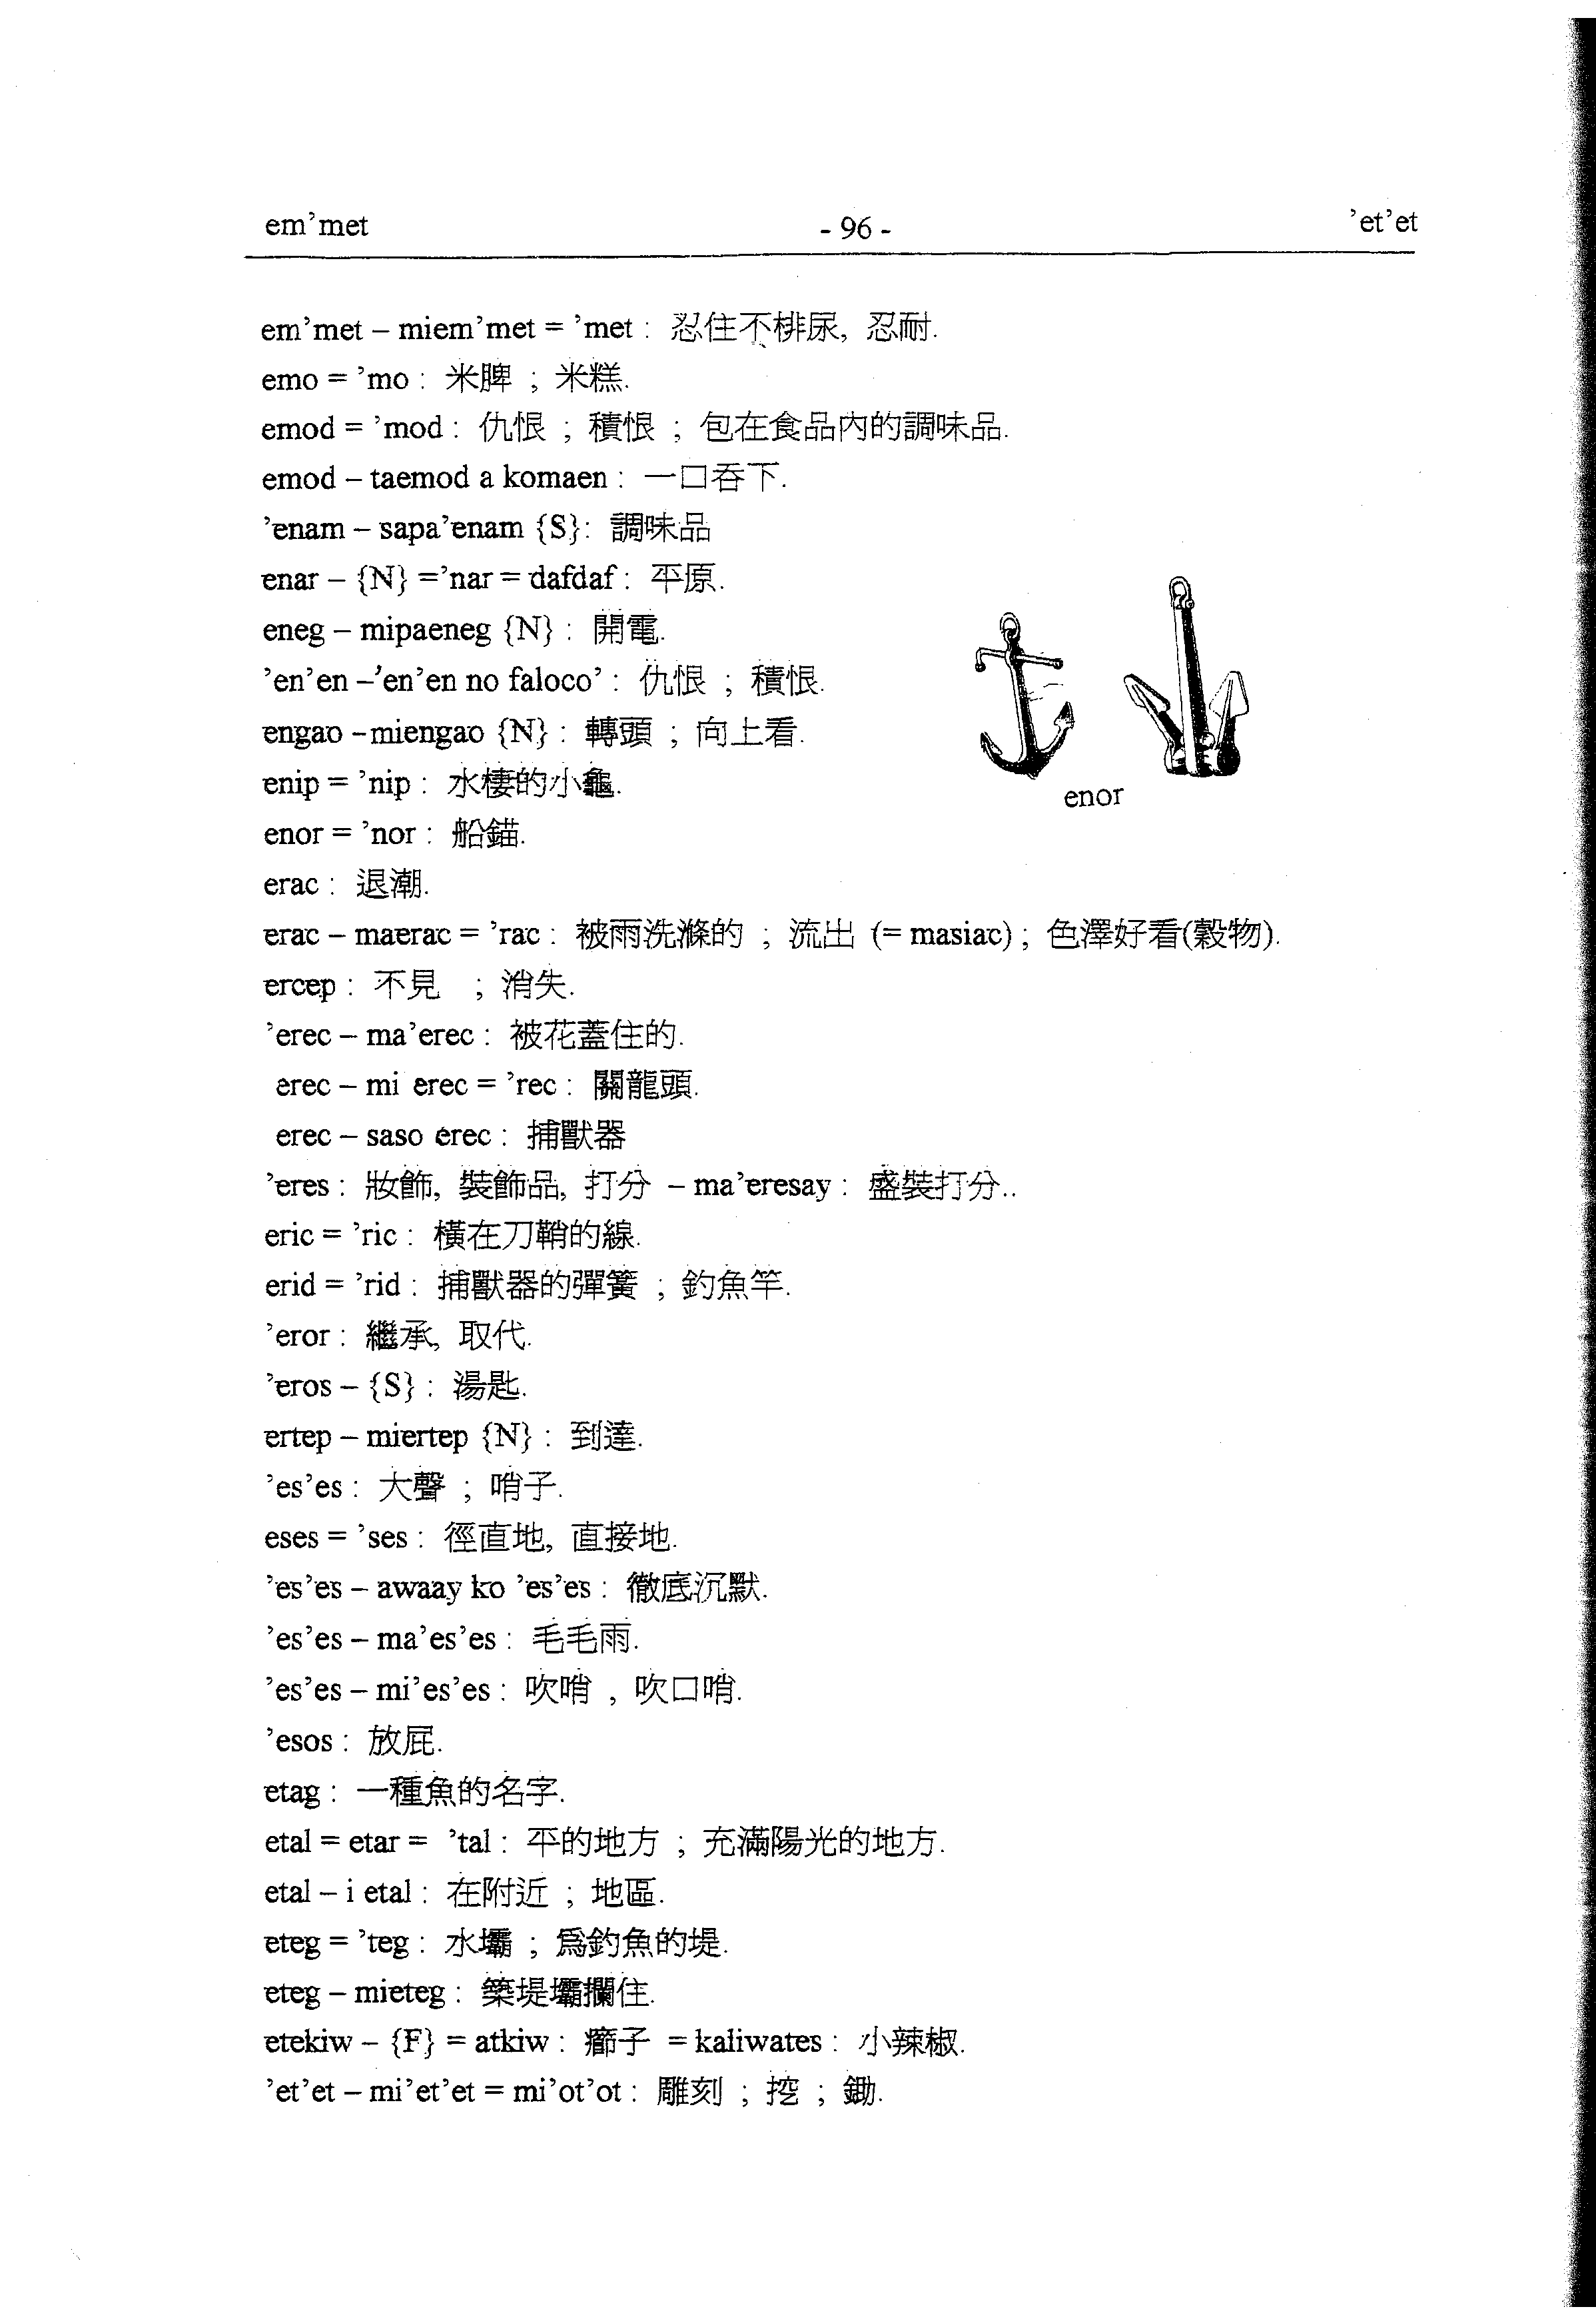 em’met - 96 - ’et’et
em’met – miem’met = ’met : 忍住不排尿, 忍耐.
emo = ’mo : 米脾 ; 米糕.
emod = ’mod : 仇恨 ; 積恨 ; 包在食品內的調味品.
emod – taemod a komaen : 一口吞下.
’enam – sapa’enam {S}: 調味品
enar – {N} =’nar = dafdaf : 平原.
eneg – mipaeneg {N} : 開電.
’en’en –’en’en no faloco’ : 仇恨 ; 積恨.
engao -miengao {N} : 轉頭 ; 向上看.
enip = ’nip : 水棲的小龜.
enor
enor = ’nor : 船錨.
erac : 退潮.
erac – maerac = ’rac : 被雨洗滌的 ; 流出 (= masiac) ; 色澤好看(穀物).
ercep : 不見 ; 消失.
’erec – ma’erec : 被花蓋住的.
erec – mi erec = ’rec : 關龍頭.
erec – saso erec : 捕獸器
’eres : 妝飾, 裝飾品, 打分 – ma’eresay : 盛裝打分..
eric = ’ric : 橫在刀鞘的線.
erid = ’rid : 捕獸器的彈簧 ; 釣魚竿.
’eror : 繼承, 取代.
’eros – {S} : 湯匙.
ertep – miertep {N} : 到達.
’es’es : 大聲 ; 哨子.
eses = ’ses : 徑直地, 直接地.
’es’es – awaay ko ’es’es : 徹底沉默.
’es’es – ma’es’es : 毛毛雨.
’es’es – mi’es’es : 吹哨 , 吹口哨.
’esos : 放屁.
etag : 一種魚的名字.
etal = etar = ’tal : 平的地方 ; 充滿陽光的地方.
etal – i etal : 在附近 ; 地區.
eteg = ’teg : 水壩 ; 爲釣魚的堤.
eteg – mieteg : 築堤壩攔住.
etekiw – {F} = atkiw : 癤子 = kaliwates : 小辣椒.
’et’et – mi’et’et = mi’ot’ot : 雕刻 ; 挖 ; 鋤.